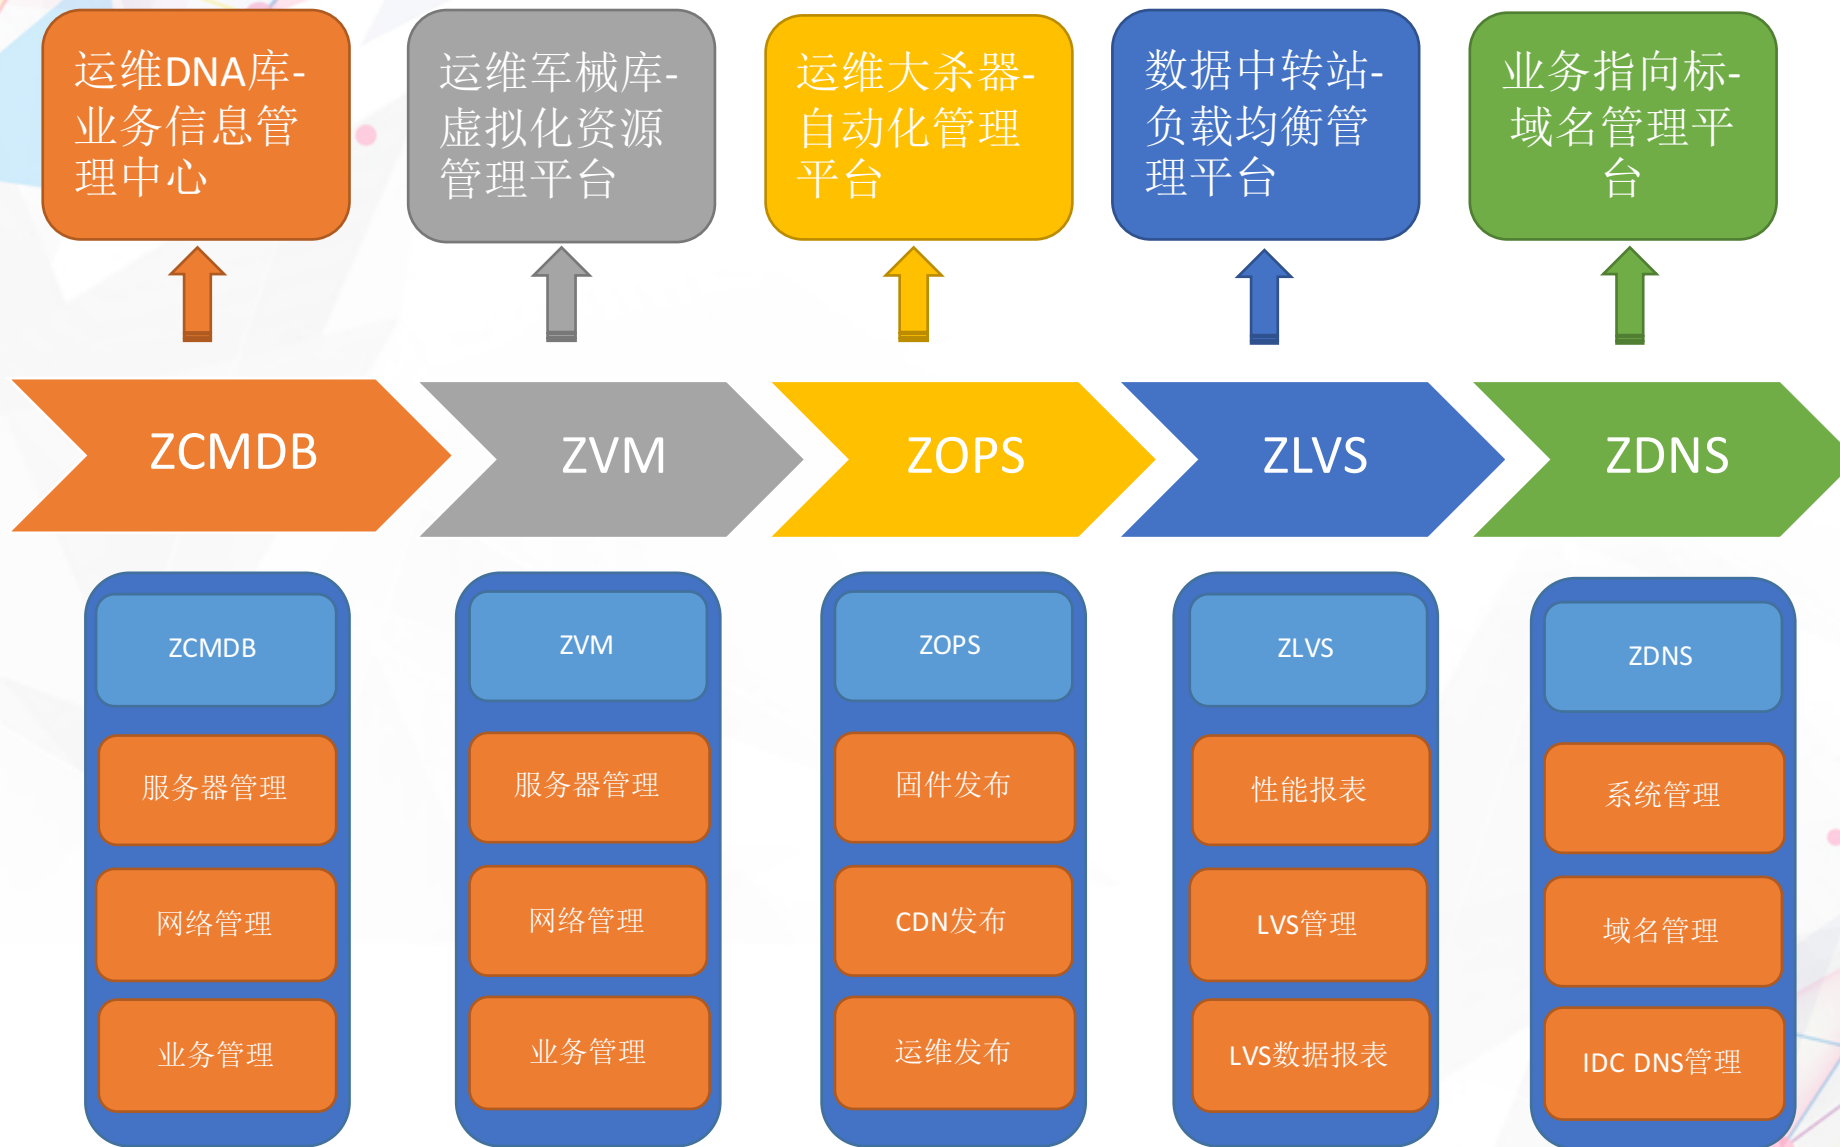 运维DNA库-
业务信息管
理中心
运维军械库-
虚拟化资源
管理平台
运维大杀器-
自动化管理
平台
数据中转站-
负载均衡管
理平台
业务指向标-
域名管理平
台
ZCMDB
ZVM
ZOPS
ZLVS
ZDNS
ZCMDB
服务器管理
网络管理
业务管理
ZVM
服务器管理
网络管理
业务管理
ZOPS
固件发布
CDN发布
运维发布
ZLVS
性能报表
LVS管理
LVS数据报表
ZDNS
系统管理
域名管理
IDC DNS管理